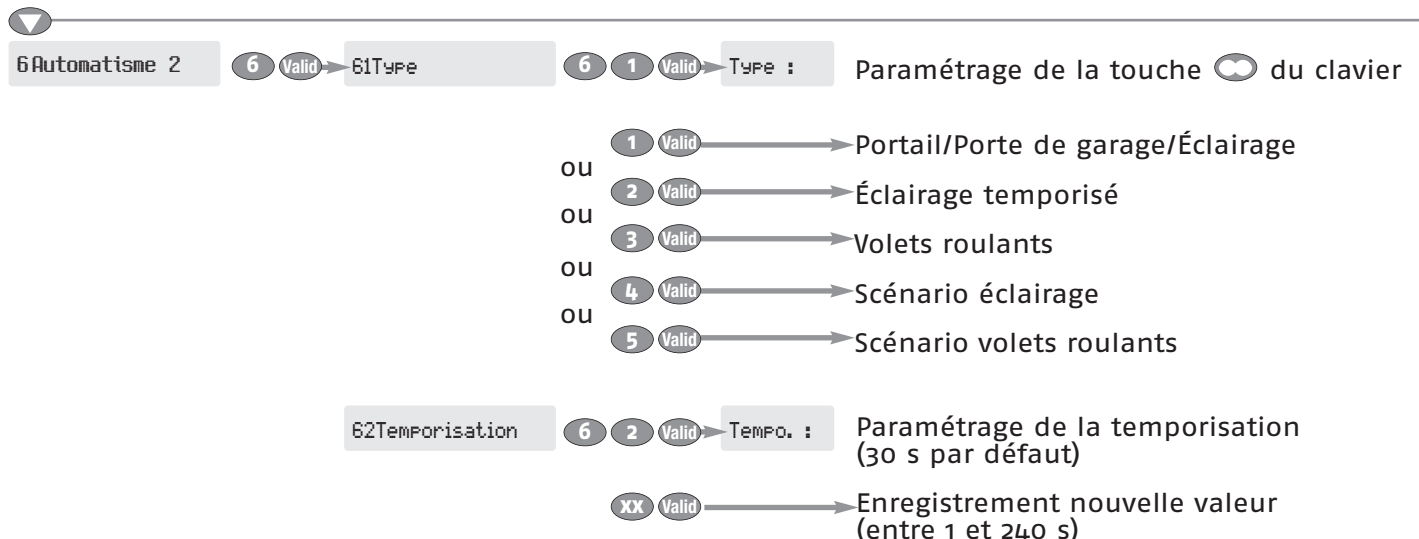 6Automatisme 2 6 Valid 61Type 6 1 Valid Type : Paramétrage de la touche du clavier
1 Valid Portail/Porte de garage/Éclairage
ou
2 Valid Éclairage temporisé
ou
3 Valid Volets roulants
ou
4 Valid Scénario éclairage
ou
5 Valid Scénario volets roulants
62Temporisation 6 2 Valid Tempo. : Paramétrage de la temporisation
(30 s par défaut)
XX Valid Enregistrement nouvelle valeur
(entre 1 et 240 s)